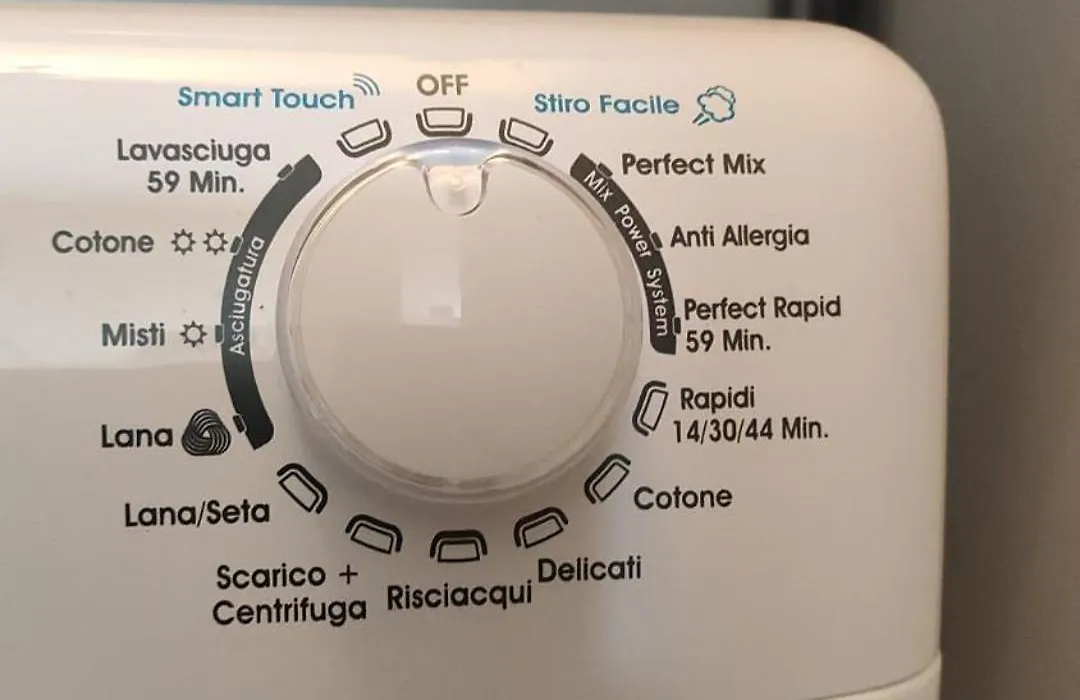 Smart Touch
OFF
Stiro Facile
Perfect Mix
Anti Allergia
Perfect Rapid
59 Min.
Mix Power System
Rapidi
14/30/44 Min.
Cotone
Delicati
Risciacqui
Scarico +
Centrifuga
Lana/Seta
Lana
Misti
Cotone
Lavasciuga
59 Min.
Asciugatura